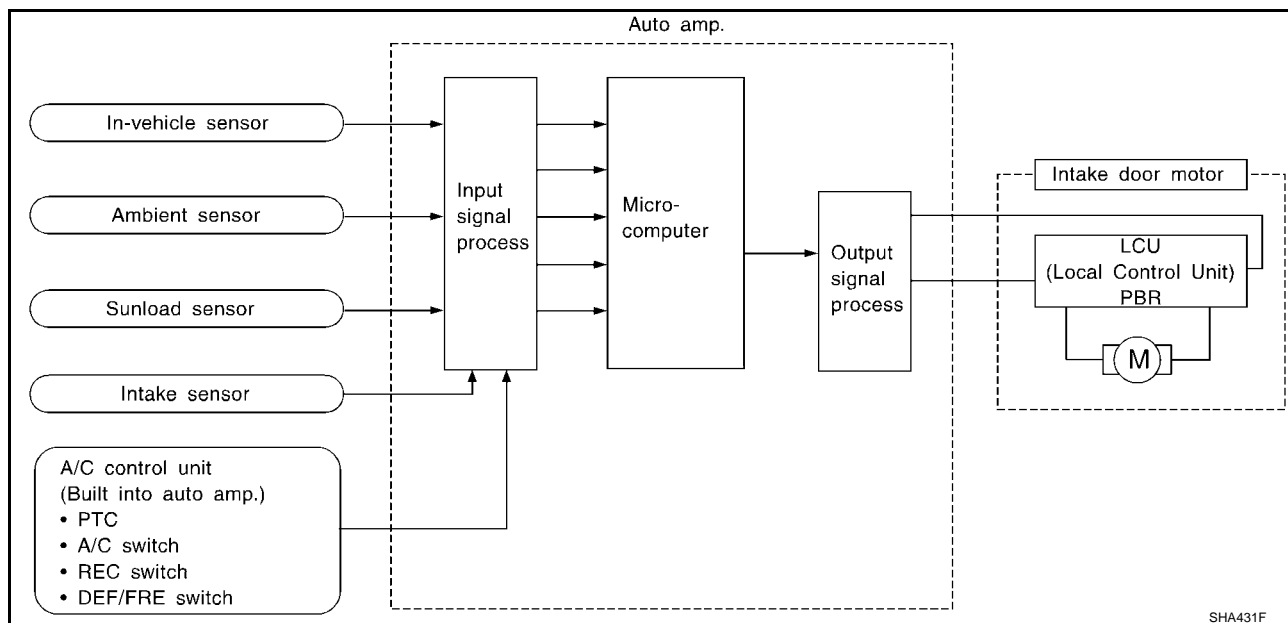 Auto amp.
In-vehicle sensor
Ambient sensor
Sunload sensor
Intake sensor
A/C control unit
(Built into auto amp.)
• PTC
• A/C switch
• REC switch
• DEF/FRE switch
Input
signal
process
Micro-
computer
Output
signal
process
Intake door motor
LCU
(Local Control Unit)
PBR
M
SHA431F